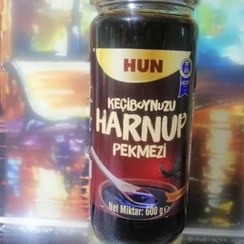 HUN
KEÇİBOYNUZU
HARNUP
PEKMEZİ
Net Miktar: 600 g e